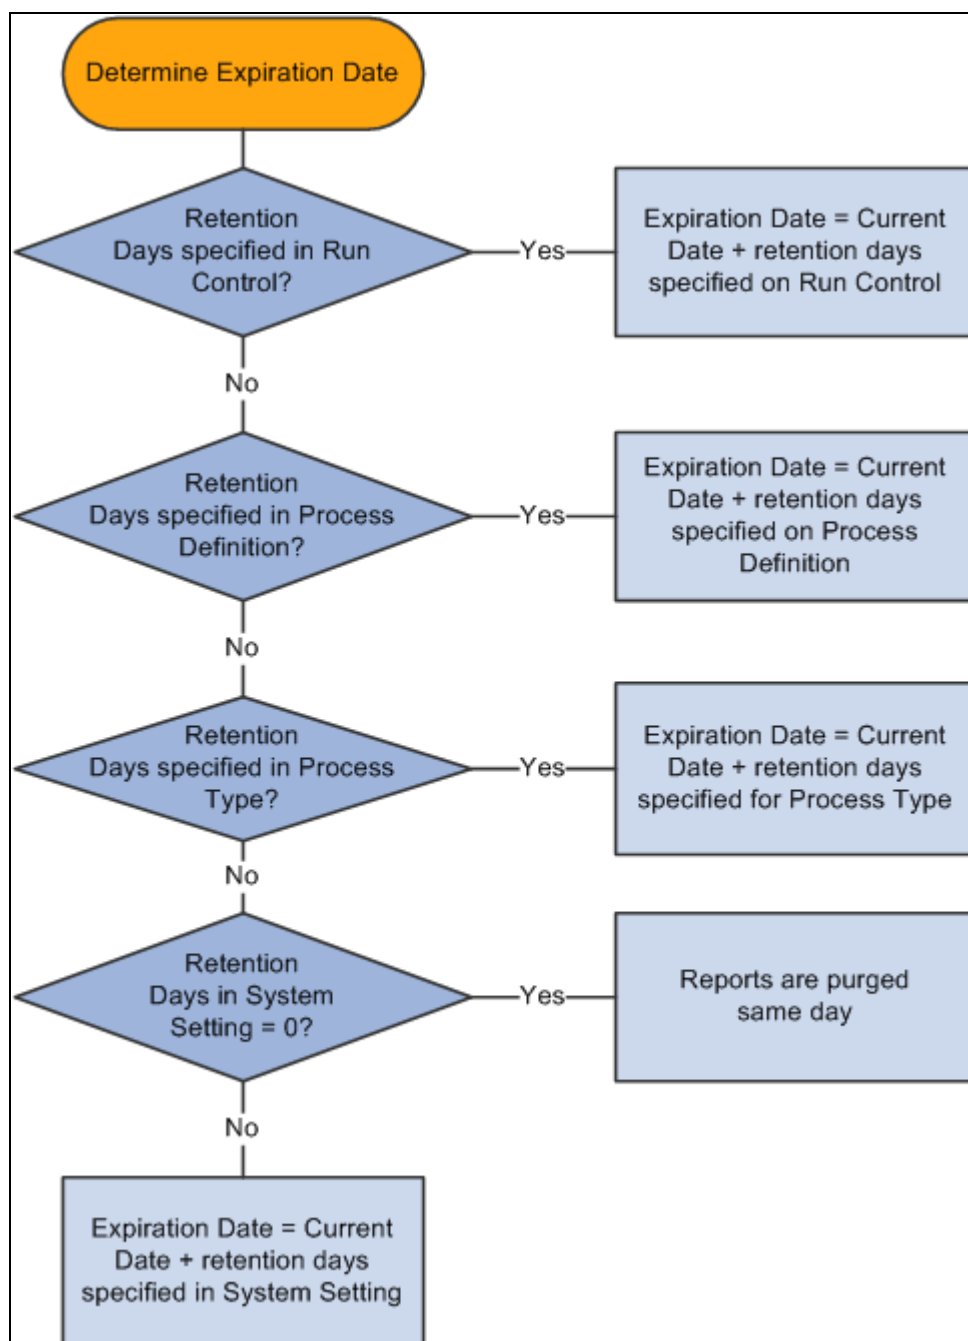 Determine Expiration Date
Retention
Days specified in Run
Control?
Yes
Expiration Date = Current
Date + retention days
specified on Run Control
No
Retention
Days specified in Process
Definition?
Yes
Expiration Date = Current
Date + retention days
specified on Process
Definition
No
Retention
Days specified in Process
Type?
Yes
Expiration Date = Current
Date + retention days
specified for Process Type
No
Retention
Days in System
Setting = 0?
Yes
Reports are purged
same day
No
Expiration Date = Current
Date + retention days
specified in System Setting